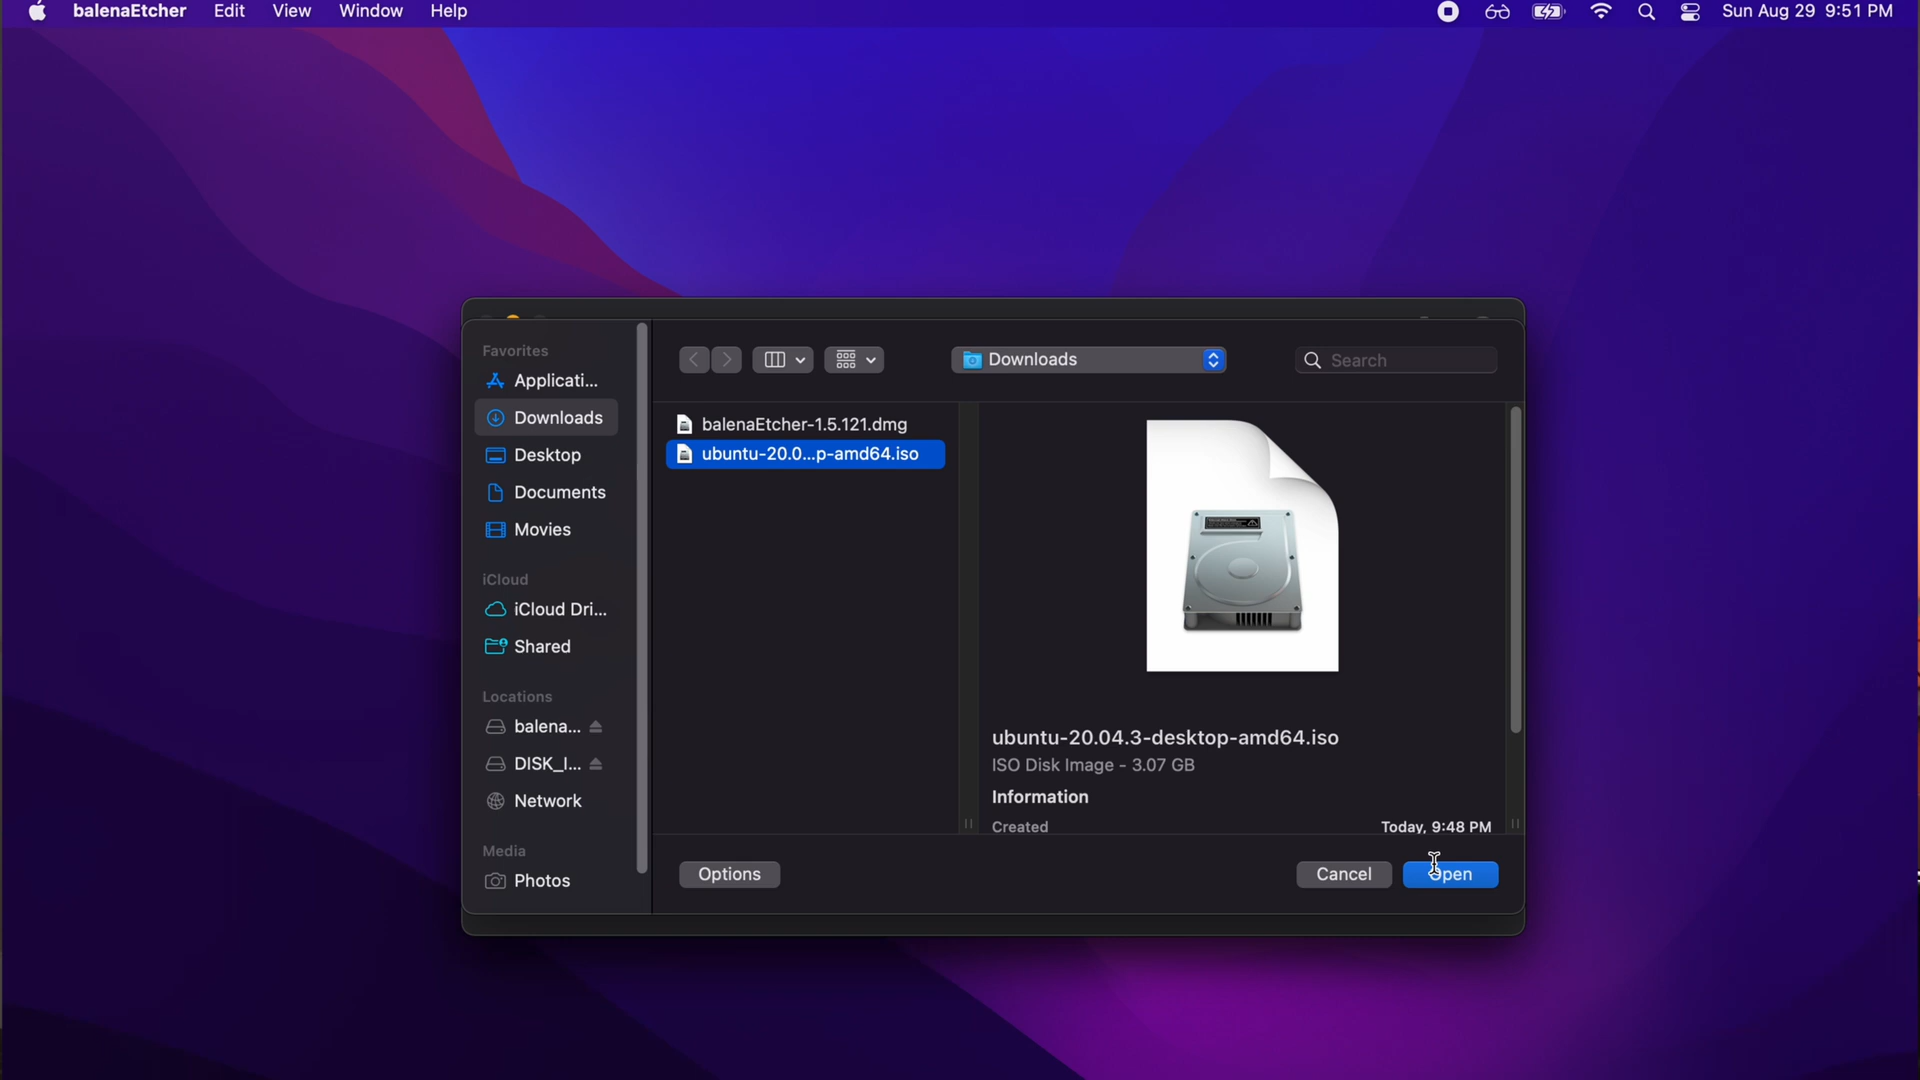 balenaEtcher Edit View Window Help Sun Aug 29 9:51 PM
Favorites
Applicati...
Downloads
Desktop
Documents
Movies
iCloud
iCloud Dri...
Shared
Locations
balena...
DISK_I...
Network
Media
Photos
Downloads
Search
balenaEtcher-1.5.121.dmg
ubuntu-20.0...p-amd64.iso
ubuntu-20.04.3-desktop-amd64.iso
ISO Disk Image - 3.07 GB
Information
Created Today, 9:48 PM
Options Cancel Open